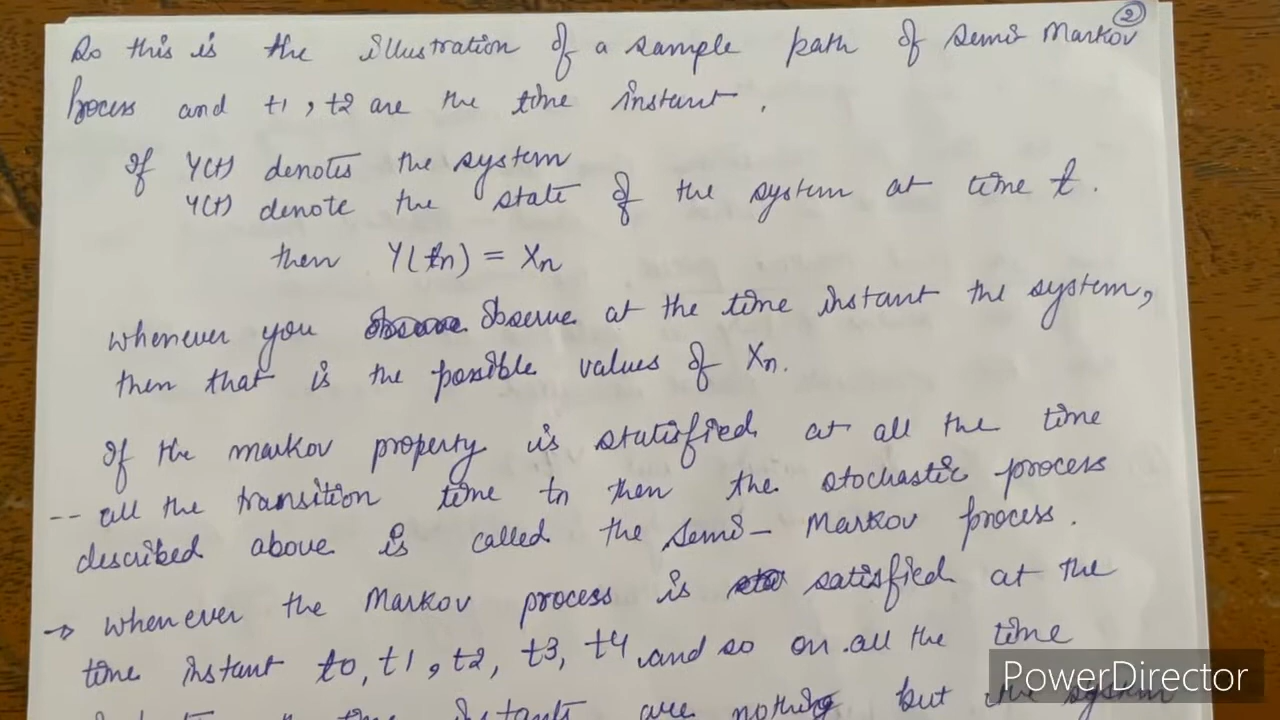 ②
So this is the illustration of a sample path of semi Markov
Process and t1, t2 are the time instant.
If Y(t) denotes the system
Y(t) denote the state of the system at time t.
then Y(tn) = Xn
whenever you observe at the time instant the system,
then that is the possible values of Xn.
If the markov property is statisfied at all the time
-- all the transition time tn then the stochastic process
described above is called the semi-Markov process.
→ whenever the Markov process is satisfied at the
time instant t0, t1, t2, t3, t4 and so on all the time
time instants are nothing but the system
PowerDirector